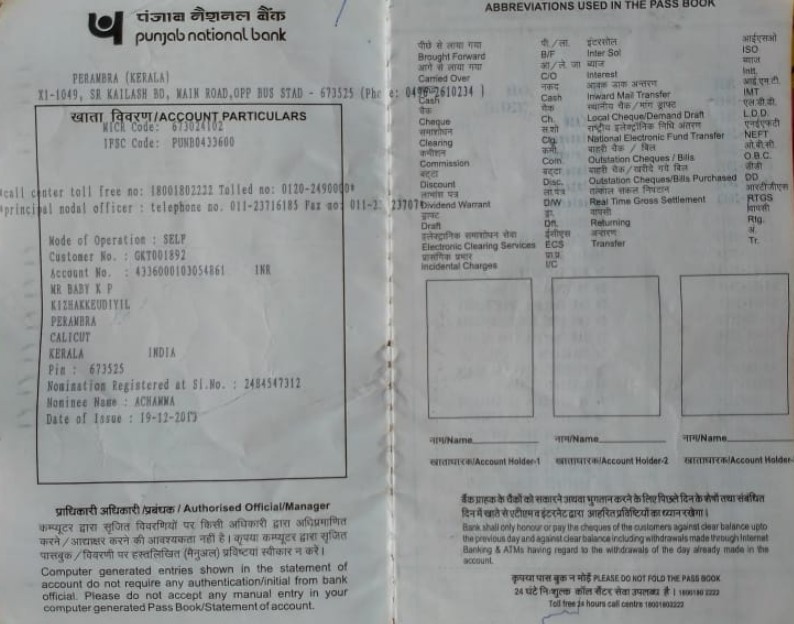 पंजाब नैशनल बैंक
punjab national bank
PERAMBRA (KERALA)
X1-1049, SR KAILASH BD, MAIN ROAD,OPP BUS STAD - 673525 (Pho e: 0496-2610234 )
खाता विवरण/ACCOUNT PARTICULARS
MICR Code: 673024102
IFSC Code: PUNB0433600
*call center toll free no: 18001802222 Tolled no: 0120-2490000*
*principal nodal officer : telephone no. 011-23716185 Fax no: 011-23
Mode of Operation : SELF
Customer No. : GKT001892
Account No. : 4336000103054861 INR
MR BABY K P
KIZHAKKEUDIYIL
PERAMBRA
CALICUT
KERALA INDIA
Pin : 673525
Nomination Registered at Sl.No. : 2484547312
Nominee Name : ACHAMMA
Date of Issue : 19-12-2013
प्राधिकारी अधिकारी /प्रबंधक / Authorised Official/Manager
कम्प्यूटर द्वारा सृजित विवरणियों पर किसी अधिकारी द्वारा अधिप्रमाणित
करने / आद्याक्षर करने की आवश्यकता नहीं है। कृपया कम्प्यूटर द्वारा सृजित
पासबुक / विवरणी पर हस्तलिखित (मैनुअल) प्रविष्टियां स्वीकार न करें।
Computer generated entries shown in the statement of
account do not require any authentication/initial from bank
official. Please do not accept any manual entry in your
computer generated Pass Book/Statement of account.
ABBREVIATIONS USED IN THE PASS BOOK
पीछे से लाया गया पी./ला. इंटरसोल आईएसओ
Brought Forward B/F Inter Sol ISO
आगे से लाया गया ओ/ले. जा ब्याज ब्याज
Carried Over C/O Interest Intt.
नकद आवक डाक अन्तरण आई.एन.टी.
Cash Cash Inward Mail Transfer IMT
चैक चैक स्थानीय चैक/मांग ड्राफ्ट एल.डी.डी.
Cheque Ch. Local Cheque/Demand Draft L.D.D.
समाशोधन स.शो राष्ट्रीय इलेक्ट्रोनिक निधि अंतरण एनईएफटी
Clearing Clg. National Electronic Fund Transfer NEFT
कमीशन कमी. बाहरी चैक / बिल ओ.बी.सी.
Commission Com. Outstation Cheques / Bills O.B.C.
बट्टा बट्टा बाहरी चैक/खरीदे गये बिल डीडी
Discount Disc. Outstation Cheques/Bills Purchased DD
लाभांश पत्र ला.पत्र तत्काल सकल निपटान आरटीजीएस
Dividend Warrant D/W Real Time Gross Settlement RTGS
ड्राफ्ट ड्रा. वापसी वापसी
Draft Dft. Returning Rtg.
इलेक्ट्रोनिक समाशोधन सेवा ईसीएस अन्तरण अं.
Electronic Clearing Services ECS Transfer Tr.
प्रासंगिक प्रभार प्रा.प्र.
Incidental Charges I/C
नाम/Name नाम/Name नाम/Name
खाताधारक/Account Holder-1 खाताधारक/Account Holder-2 खाताधारक/Account Holder-
बैंक ग्राहक के चैकों को सकारने अथवा भुगतान करने के लिए पिछले दिन के शेषों तथा संबंधित
दिन में खाते से एटीएम व इंटरनेट द्वारा आहरित प्रविष्टियों का ध्यान रखेगा।
Bank shall only honour or pay the cheques of the customers against clear balance upto
the previous day and against clear balance including withdrawals made through Internet
Banking & ATMs having regard to the withdrawals of the day already made in the
account.
कृपया पास बुक न मोड़ें PLEASE DO NOT FOLD THE PASS BOOK
24 घंटे निःशुल्क कॉल सैंटर सेवा उपलब्ध है। 1800180 2222
Toll free 24 hours call centre 18001802222